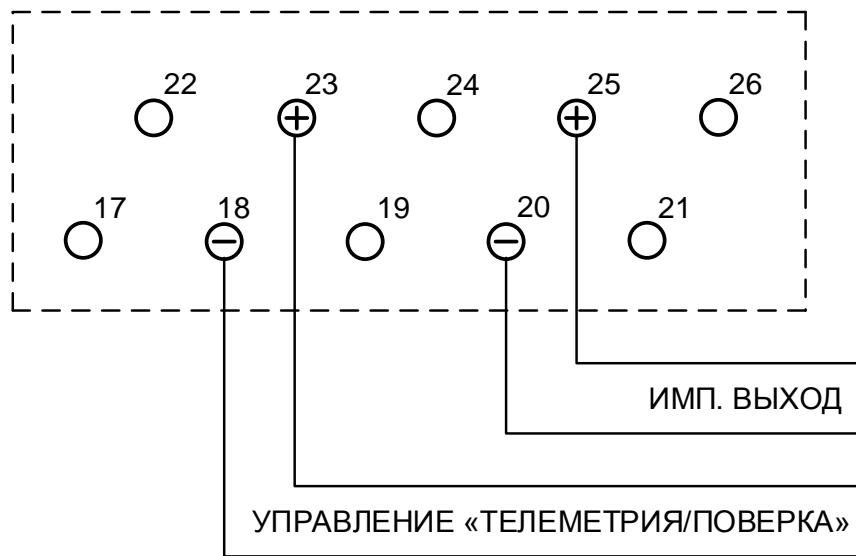 22 23 24 25 26
17 18 19 20 21
ИМП. ВЫХОД
УПРАВЛЕНИЕ «ТЕЛЕМЕТРИЯ/ПОВЕРКА»